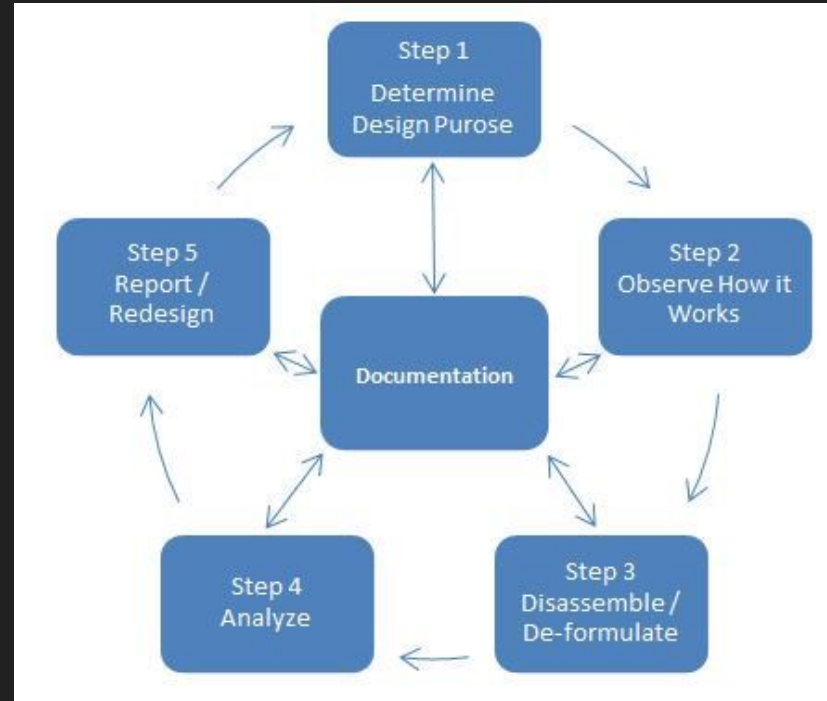 Step 1
Determine
Design Purose
Step 2
Observe How it
Works
Step 3
Disassemble /
De-formulate
Step 4
Analyze
Step 5
Report /
Redesign
Documentation